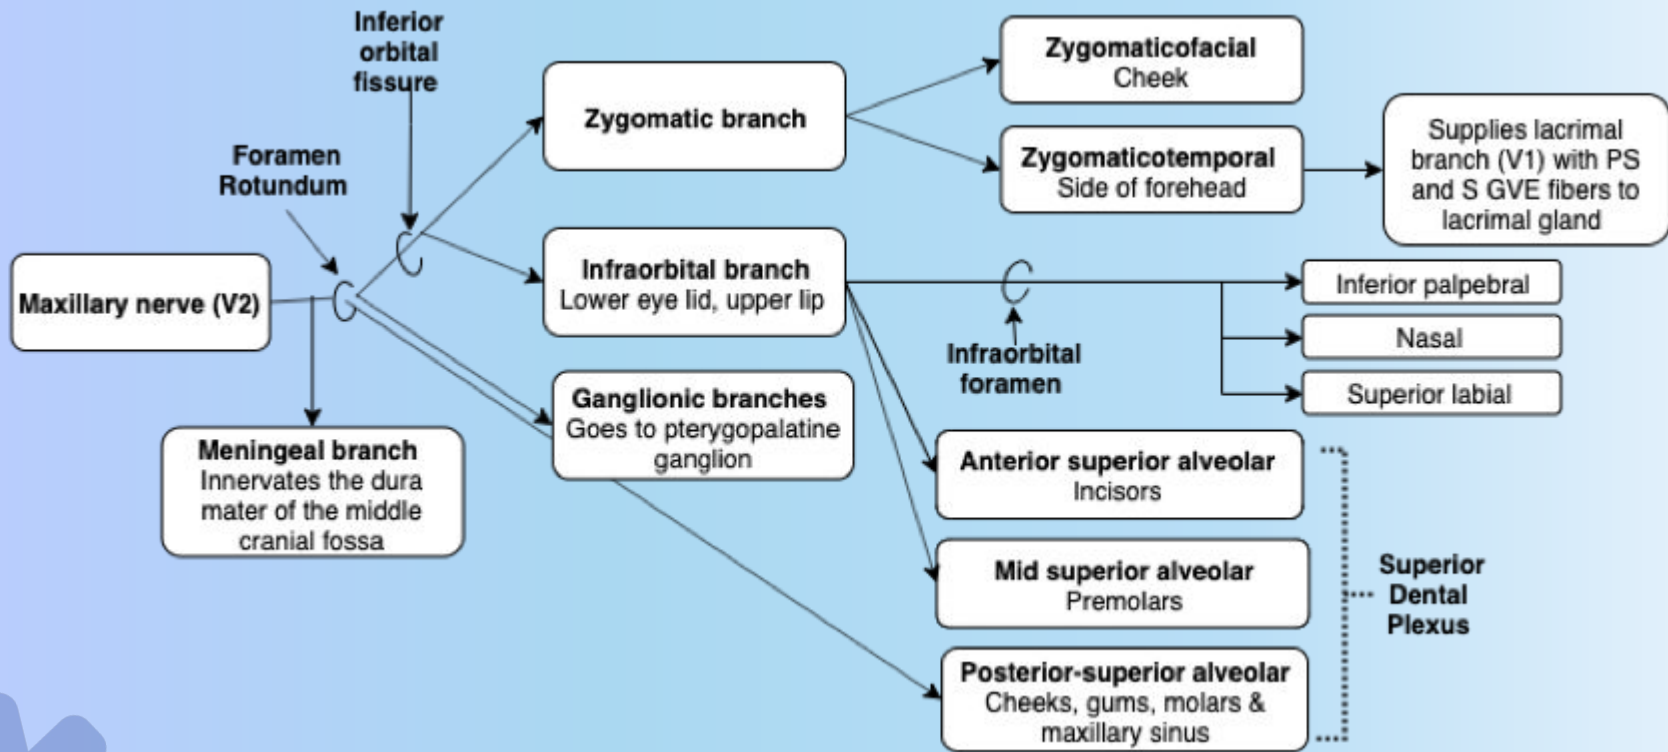 Inferior
orbital
fissure
Foramen
Rotundum
Maxillary nerve (V2)
Meningeal branch
Innervates the dura
mater of the middle
cranial fossa
Zygomatic branch
Infraorbital branch
Lower eye lid, upper lip
Ganglionic branches
Goes to pterygopalatine
ganglion
Zygomaticofacial
Cheek
Zygomaticotemporal
Side of forehead
Supplies lacrimal
branch (V1) with PS
and S GVE fibers to
lacrimal gland
Infraorbital
foramen
Inferior palpebral
Nasal
Superior labial
Anterior superior alveolar
Incisors
Mid superior alveolar
Premolars
Posterior-superior alveolar
Cheeks, gums, molars &
maxillary sinus
Superior
Dental
Plexus